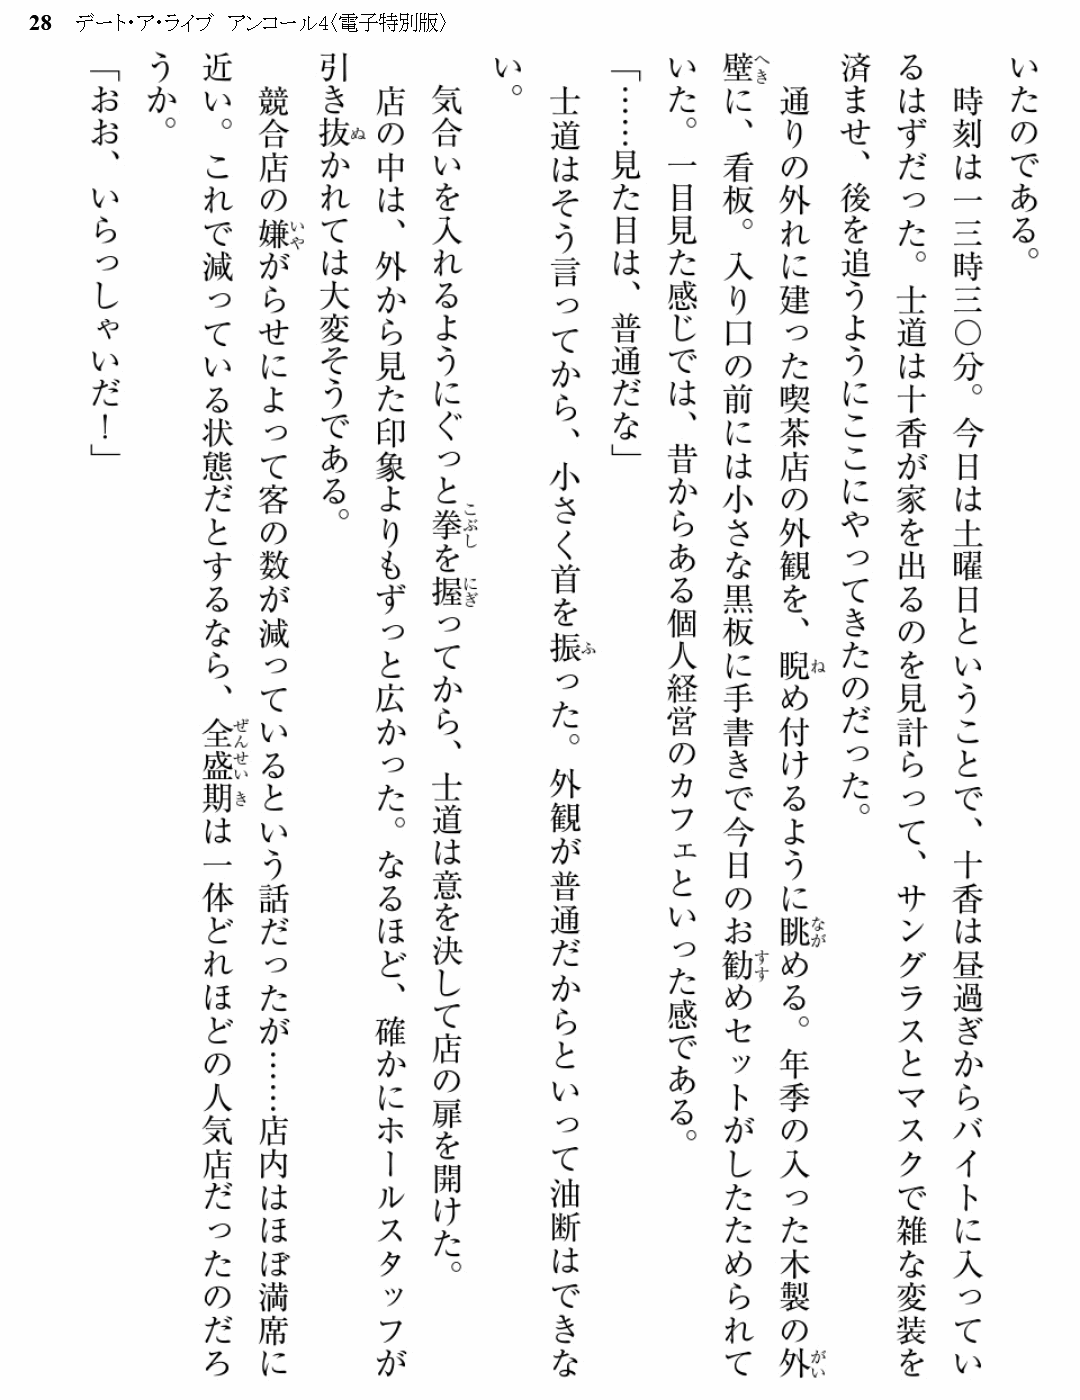 28 デート・ア・ライブ アンコール4〈電子特別版〉
いたのである。
　時刻は一三時三〇分。今日は土曜日ということで、十香は昼過ぎからバイトに入ってい
るはずだった。士道は十香が家を出るのを見計らって、サングラスとマスクで雑な変装を
済ませ、後を追うようにここにやってきたのだった。
　通りの外れに建った喫茶店の外観を、睨め付けるように眺める。年季の入った木製の外
壁に、看板。入り口の前には小さな黒板に手書きで今日のお勧めセットがしたためられて
いた。一目見た感じでは、昔からある個人経営のカフェといった感である。
「……見た目は、普通だな」
　士道はそう言ってから、小さく首を振った。外観が普通だからといって油断はできな
い。
　気合いを入れるようにぐっと拳を握ってから、士道は意を決して店の扉を開けた。
　店の中は、外から見た印象よりもずっと広かった。なるほど、確かにホールスタッフが
引き抜かれては大変そうである。
　競合店の嫌がらせによって客の数が減っているという話だったが……店内はほぼ満席に
近い。これで減っている状態だとするなら、全盛期は一体どれほどの人気店だったのだろ
うか。
「おお、いらっしゃいだ！」